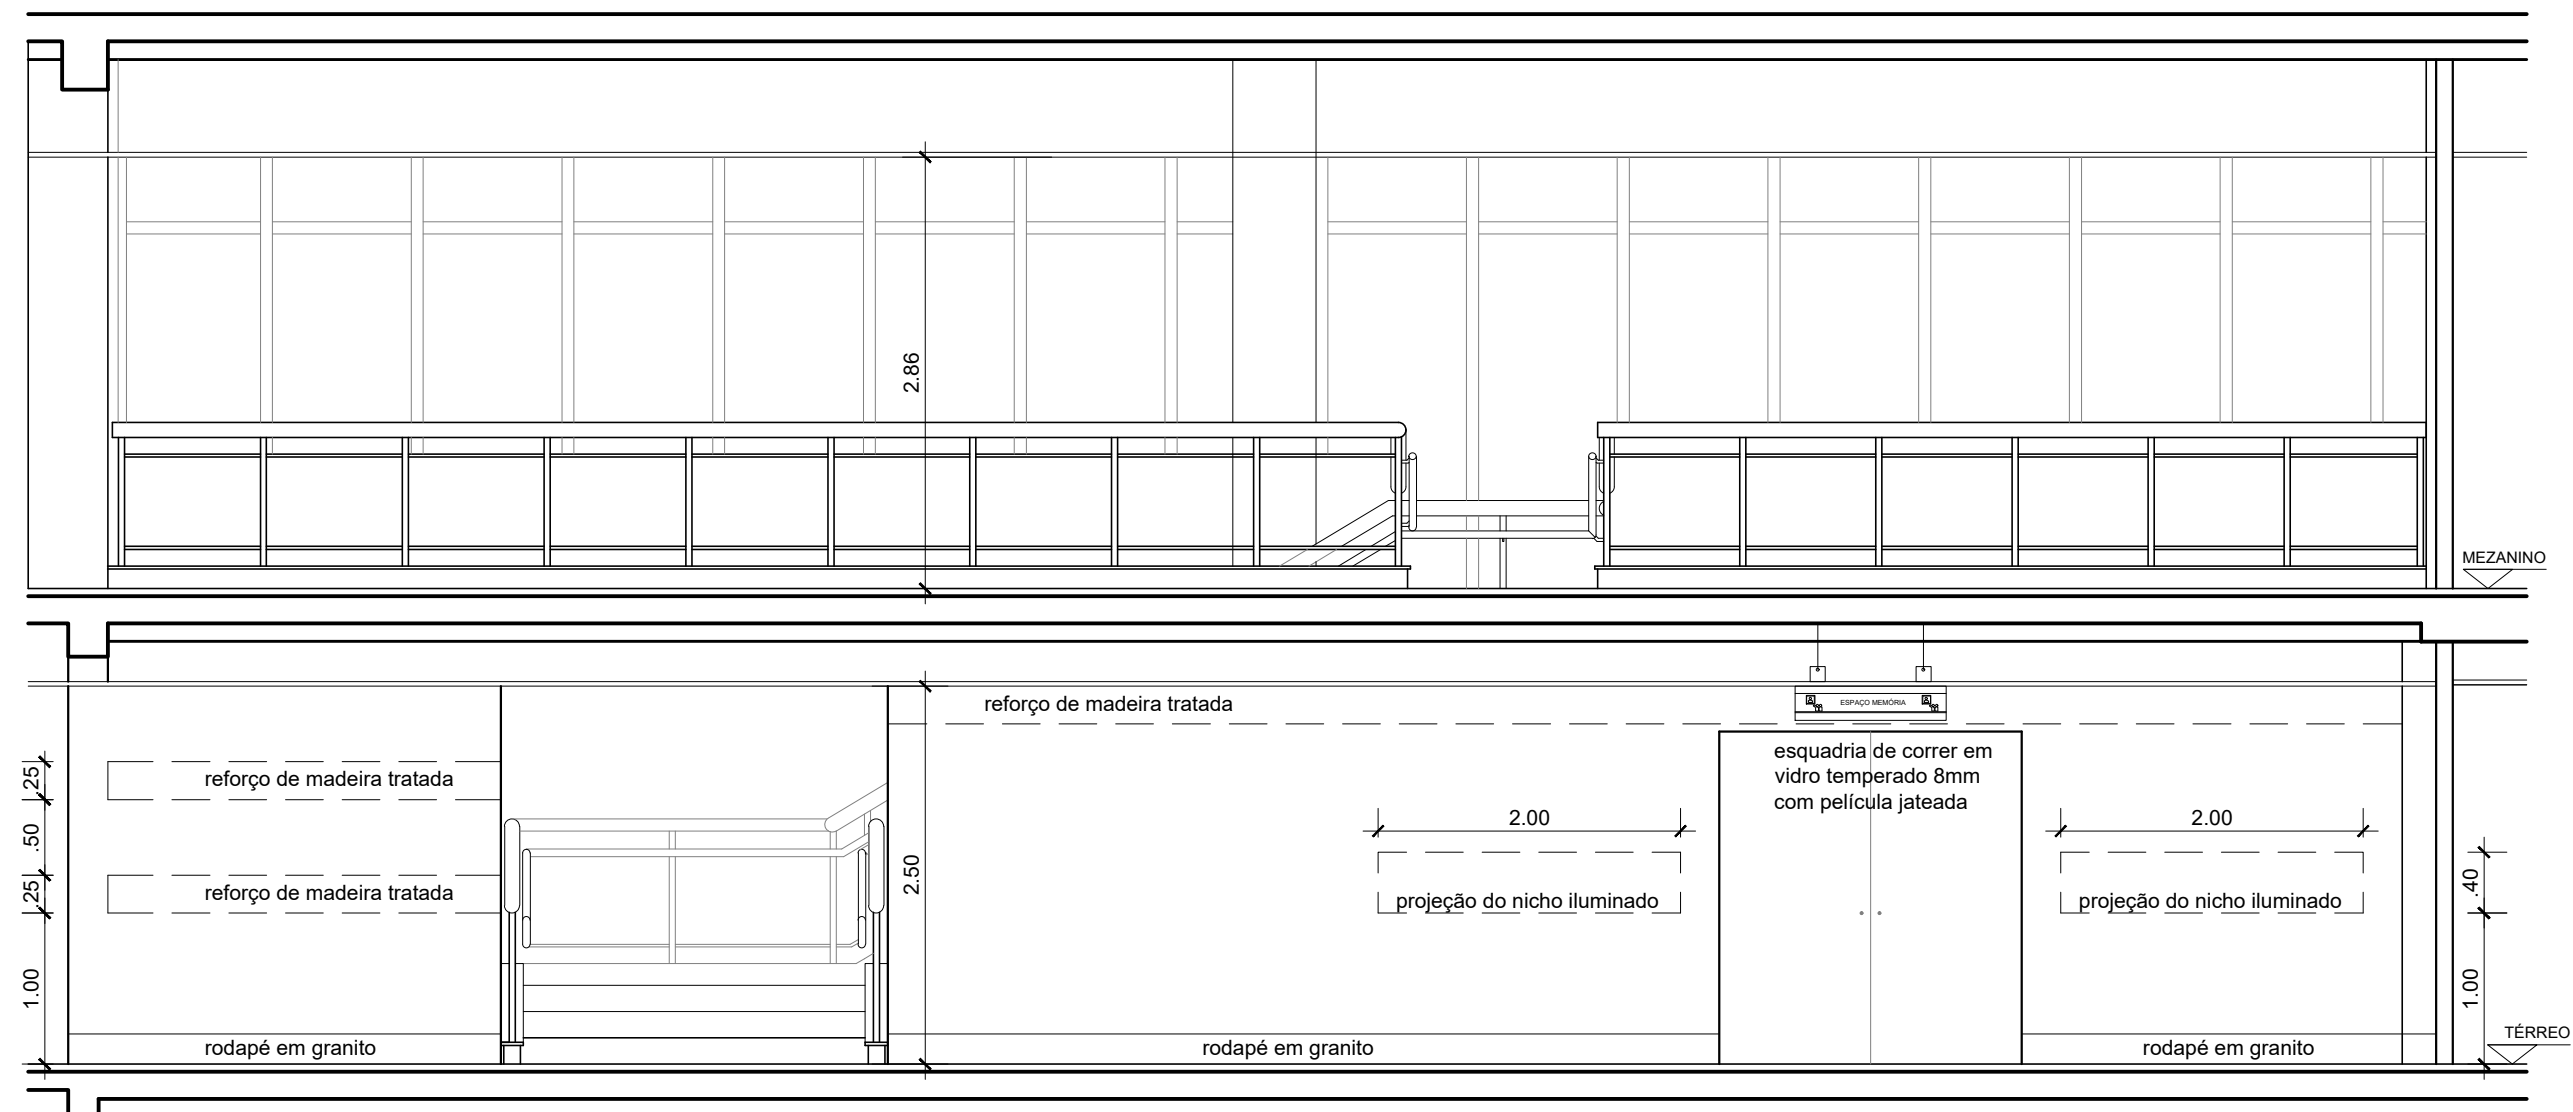 2.86
MEZANINO
reforço de madeira tratada
ESPAÇO MEMÓRIA
esquadria de correr em
vidro temperado 8mm
com película jateada
.25
reforço de madeira tratada
.50
2.00
2.00
.25
reforço de madeira tratada
2.50
projeção do nicho iluminado
projeção do nicho iluminado
.40
1.00
1.00
TÉRREO
rodapé em granito
rodapé em granito
rodapé em granito